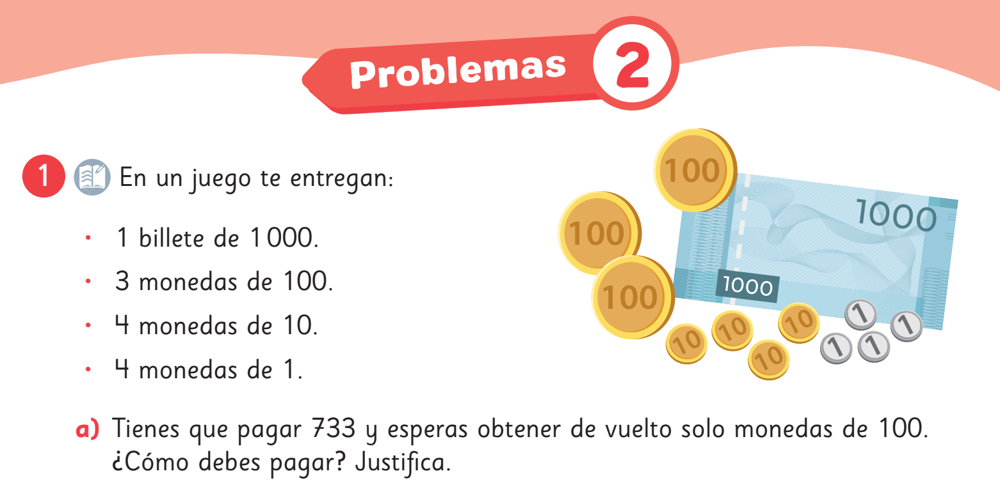 Problemas 2
1 En un juego te entregan:
• 1 billete de 1 000.
• 3 monedas de 100.
• 4 monedas de 10.
• 4 monedas de 1.
100
100
100
1000
1000
10
10
10
10
1
1
1
1
a) Tienes que pagar 733 y esperas obtener de vuelto solo monedas de 100.
¿Cómo debes pagar? Justifica.